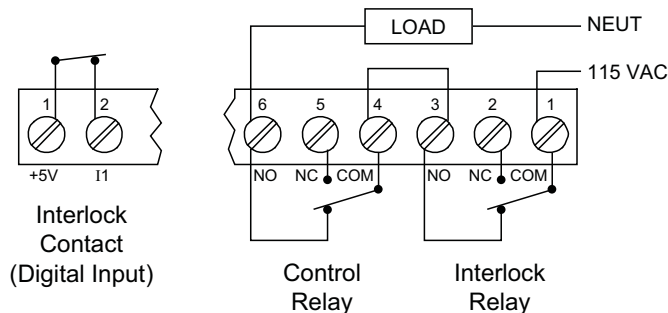 LOAD
NEUT
115 VAC
1 2
6 5 4 3 2 1
+5V I1
NO NC COM NO NC COM
Interlock
Contact
(Digital Input)
Control
Relay
Interlock
Relay